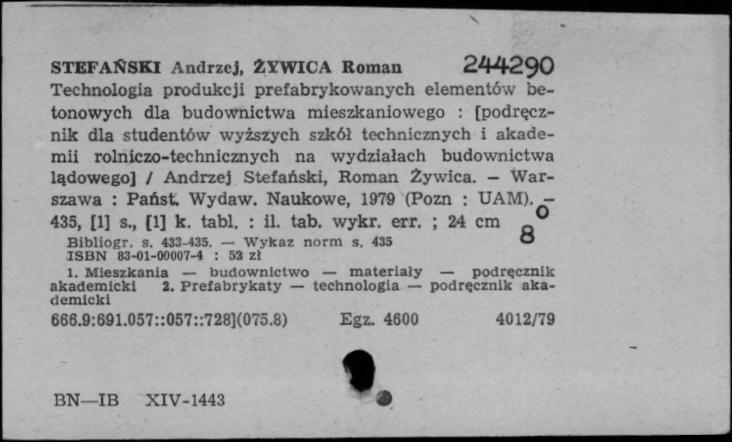 STEFAŃSKI Andrzej, ŻYWICA Roman 244290
Technologia produkcji prefabrykowanych elementów be-
tonowych dla budownictwa mieszkaniowego : [podręcz-
nik dla studentów wyższych szkół technicznych i akade-
mii rolniczo-technicznych na wydziałach budownictwa
lądowego] / Andrzej Stefański, Roman Żywica. — War-
szawa : Państ. Wydaw. Naukowe, 1979 (Pozn : UAM). —
435, [1] s., [1] k. tabl. : il. tab. wykr. err. ; 24 cm
8 0
Bibliogr. s. 433-435. — Wykaz norm s. 435
ISBN 83-01-00007-4 : 52 zł
1. Mieszkania — budownictwo — materiały — podręcznik
akademicki 2. Prefabrykaty — technologia — podręcznik aka-
demicki
666.9:691.057::057::728](075.8) Egz. 4600 4012/79
BN—IB XIV-1443